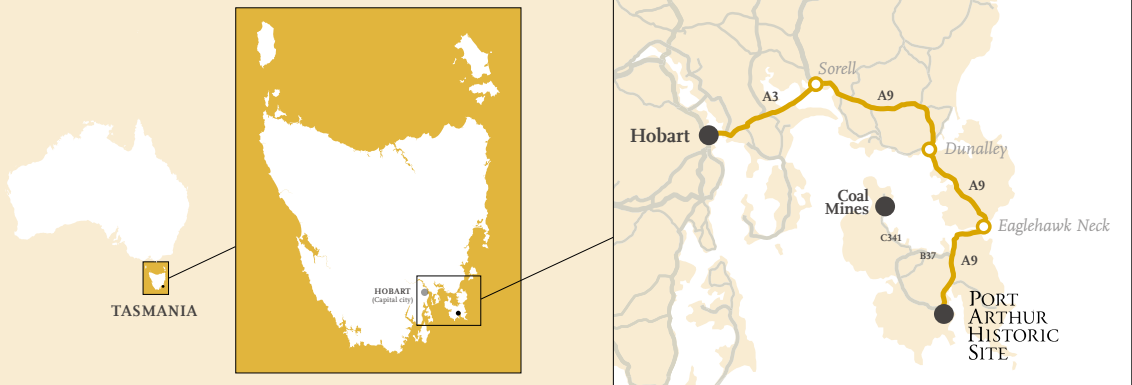 TASMANIA
HOBART
(Capital city)
Sorell
A3
A9
Hobart
Dunalley
A9
Coal
Mines
Eaglehawk Neck
C341
B37
A9
PORT
ARTHUR
HISTORIC
SITE